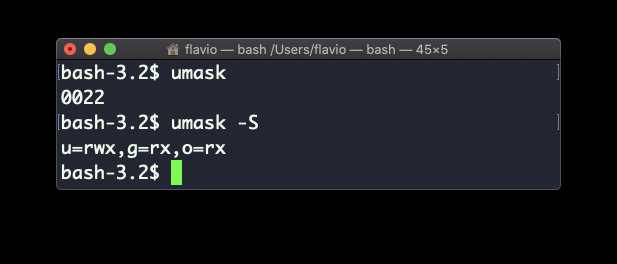 flavio — bash /Users/flavio — bash — 45×5
[bash-3.2$ umask ]
0022
[bash-3.2$ umask -S ]
u=rwx,g=rx,o=rx
bash-3.2$